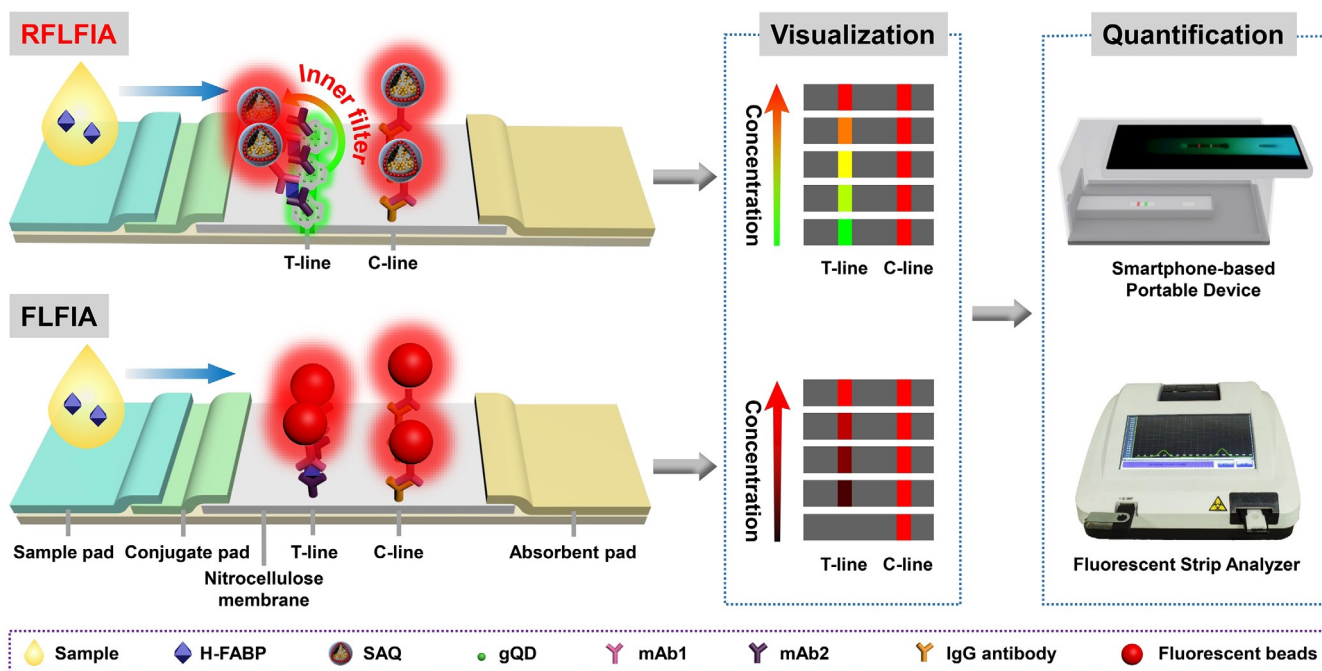 RFLFIA
Inner filter
T-line
C-line
FLFIA
Sample pad
Conjugate pad
Nitrocellulose
membrane
T-line
C-line
Absorbent pad
Visualization
Concentration
T-line C-line
Concentration
T-line C-line
Quantification
Smartphone-based
Portable Device
Fluorescent Strip Analyzer
Sample H-FABP SAQ gQD mAb1 mAb2 IgG antibody Fluorescent beads